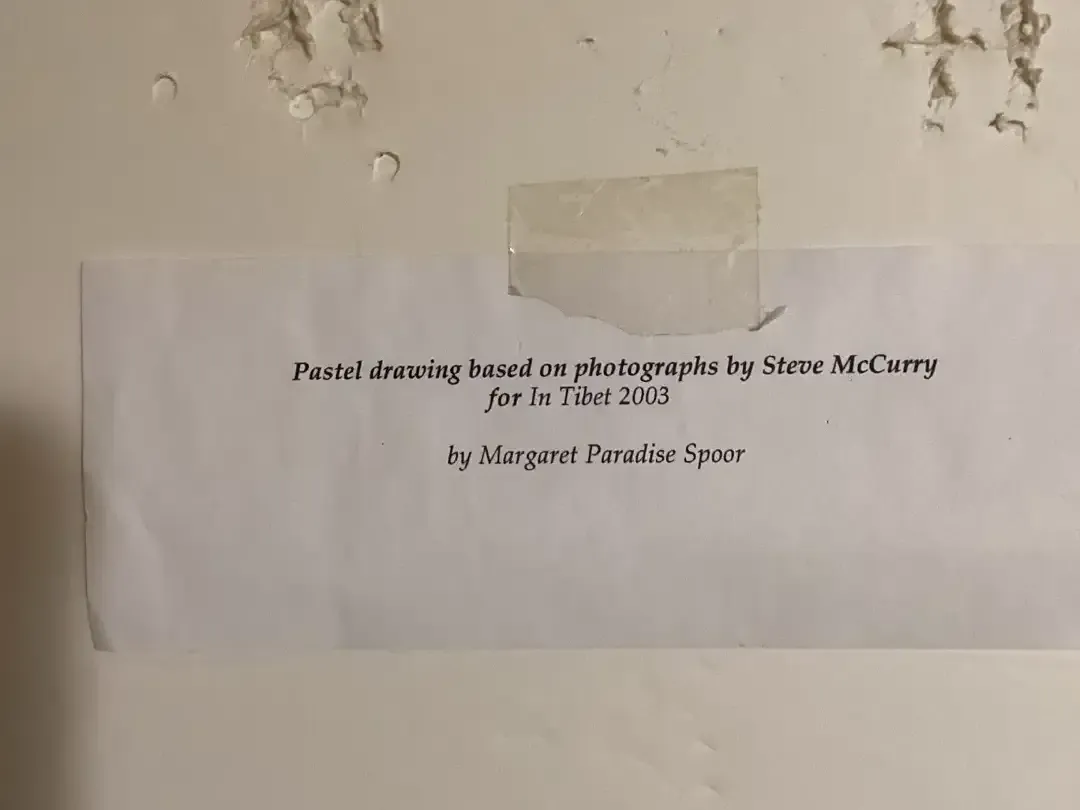 Pastel drawing based on photographs by Steve McCurry
for In Tibet 2003
by Margaret Paradise Spoor